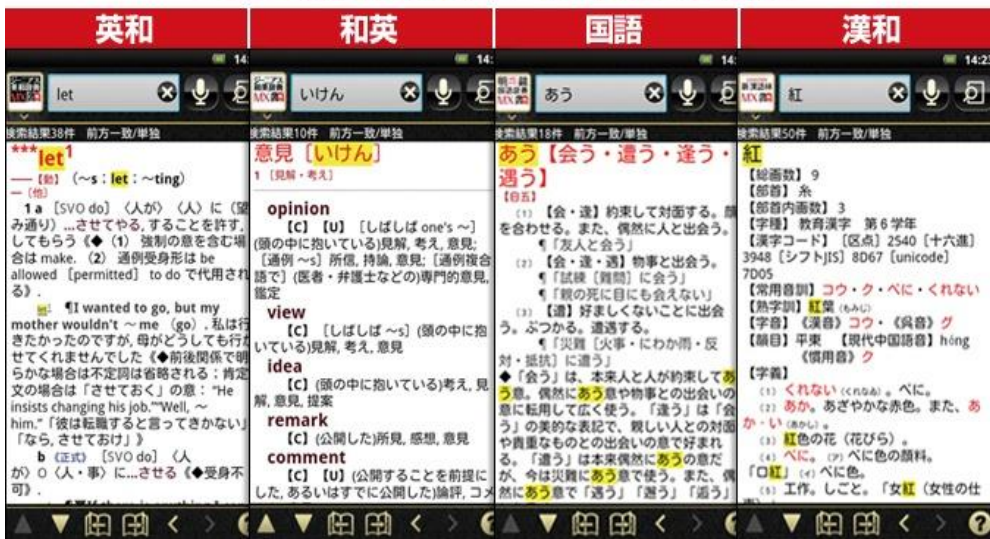 英和
14:
let
検索結果38件 前方一致/単独
***let1
―【動】(～s:let:～ting)
―[他]
1 a [SVO do]〈人が〉〈人〉に(望
み通り)…させてやる, することを許す,
してもらう《◆(1) 強制の意を含む場
合は make. (2) 通例受身形は be
allowed [permitted] to do で代用され
る》.
¶I wanted to go, but my
mother wouldn't ～ me (go). 私は行
きたかったのですが, 母がどうしても行か
せてくれませんでした《◆前後関係で明
らかな場合は不定詞は省略される:肯定
文の場合は「させておく」の意: "He
insists changing his job.""Well, ～
him."「彼は転職すると言ってきかない」
「なら, させておけ」》
b《正式》[SVO do]〈人
が〉O〈人・事〉に…させる《◆受身不
可》.
和英
14:
いけん
検索結果10件 前方一致/単独
意見[いけん]
1 [見解・考え]
opinion
【C】【U】[しばしば one's ～]
(頭の中に抱いている)見解, 考え, 意見;
[通例 ～s] 所信, 持論, 意見; [通例複合
語で] (医者・弁護士などの)専門的意見,
鑑定
view
【C】[しばしば ～s] (頭の中に抱
いている)見解, 考え, 意見
idea
【C】(頭の中に抱いている)考え, 見
解, 意見, 提案
remark
【C】(公開した)所見, 感想, 意見
comment
【C】【U】(公開することを前提に
した, あるいはすでに公開した)論評, コメ
国語
14:
あう
検索結果18件 前方一致/単独
あう【会う・遭う・逢う・
遇う】
【自五】
(1) 【会・逢】約束して対面する。顔
を合わせる。また、偶然に人と出会う。
¶「友人と会う」
(2) 【会・逢・遇】物事と出会う。
¶「試練[難問]に会う」
¶「親の死に目にも会えない」
(3) 【遭】好ましくないことに出会
う。ぶつかる。遭遇する。
¶「災難[火事・にわか雨・反
対・抵抗]に遭う」
◆「会う」は、本来人と人が約束してあ
う意。偶然にあう意や物事との出会いの
意に転用して広く使う。「逢う」は「会
う」の美的な表記で、親しい人との対面
や貴重なものとの出会いの意で好まれ
る。「遭う」は本来偶然にあうの意だ
が、今は災難にあう意で使う。また、偶
然にあう意で「遇う」「邂う」「逅う」
漢和
14:23
紅
検索結果50件 前方一致/単独
紅
【総画数】9
【部首】糸
【部首内画数】3
【字種】教育漢字 第6学年
【漢字コード】[区点]2540[十六進]
3948[シフトJIS]8D67[unicode]
7D05
【常用音訓】コウ・ク・べに・くれない
【熟字訓】紅葉(もみじ)
【字音】《漢音》コウ・《呉音》グ
【韻目】平東 【現代中国語音】hóng
《慣用音》ク
【字義】
(1) くれない(くれなゐ)。べに。
(2) あか。あざやかな赤色。また、あ
か・い(あかし)。
(3) 紅色の花(花びら)。
(4) べに。(ア)べに色の顔料。
「口紅」(イ)べに色。
(5) 工作。しごと。「女紅(女性の仕